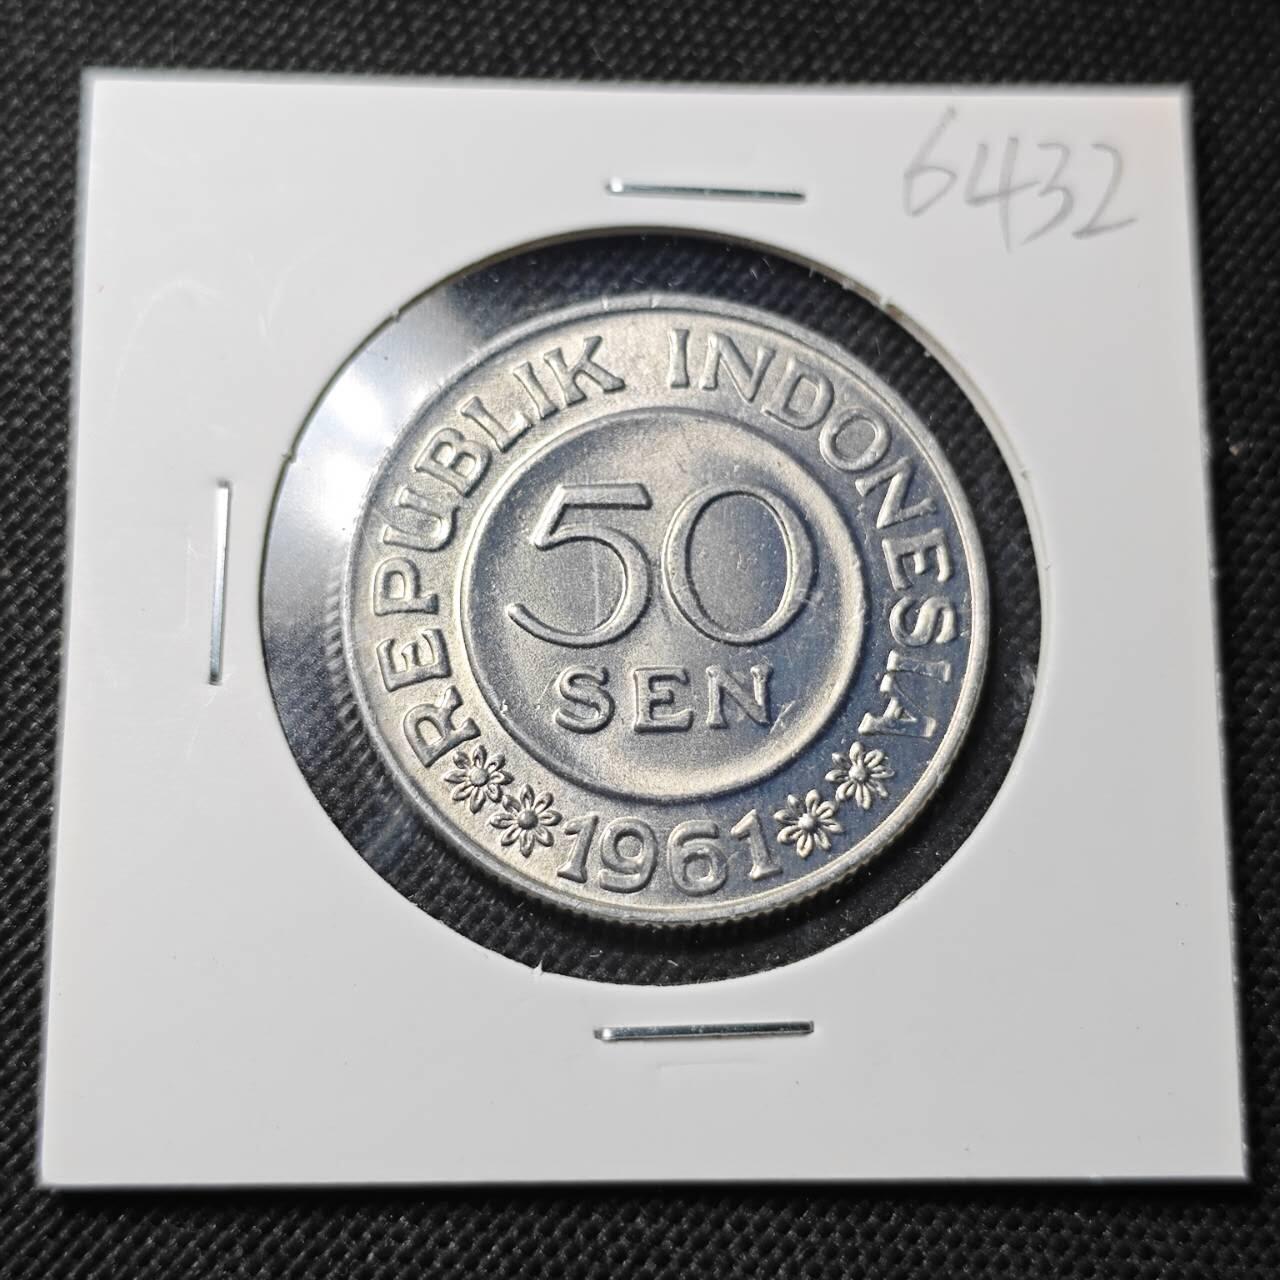 6432
REPUBLIK INDONESIA
50
SEN
1961